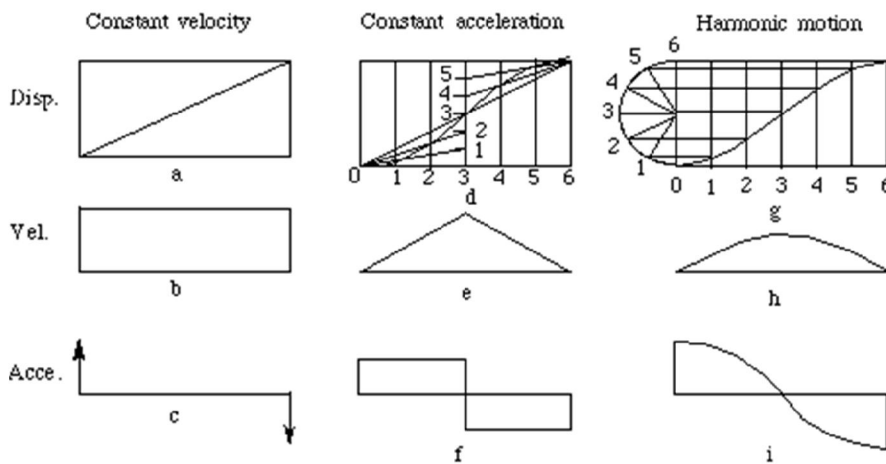 Constant velocity
Constant acceleration
Harmonic motion
Disp.
5
4
3
2
1
0 1 2 3 4 5 6
6
5
4
3
2
1
0 1 2 3 4 5 6
a
d
g
Vel.
b
e
h
Acce.
c
f
i